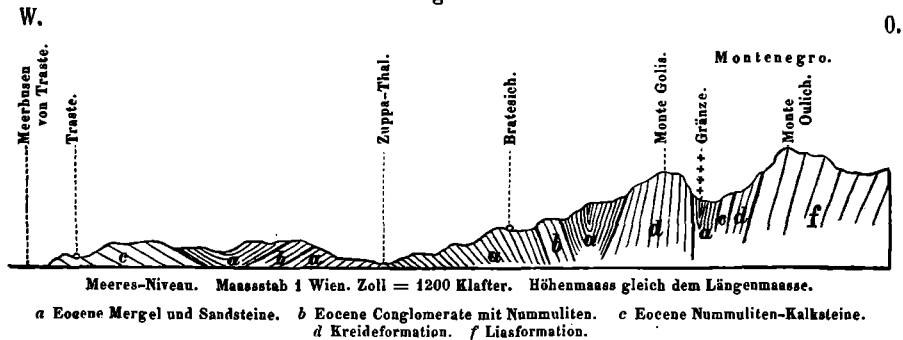 W.
O.
Meerbusen
von Traste.
Traste.
Zuppa-Thal.
Bratesich.
Monte Golis.
Gränze.
Montenegro.
Monte
Oulich.
c
a
b
a
a
b
a
d
a
c
d
f
Meeres-Niveau. Maassstab 1 Wien. Zoll = 1200 Klafter. Höhenmaass gleich dem Längenmaasse.
a Eocene Mergel und Sandsteine. b Eocene Conglomerate mit Nummuliten. c Eocene Nummuliten-Kalksteine.
d Kreideformation. f Liasformation.